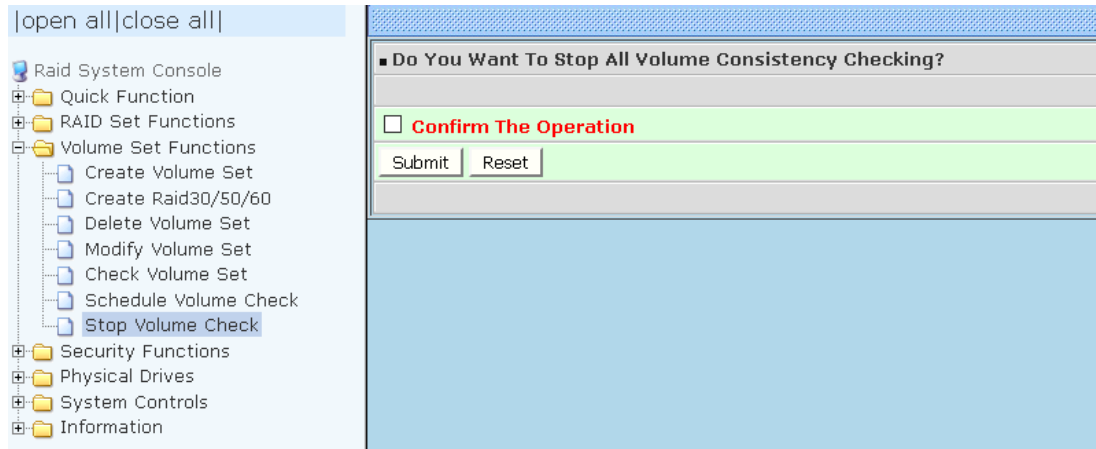 |open all|close all|
Raid System Console
Quick Function
RAID Set Functions
Volume Set Functions
Create Volume Set
Create Raid30/50/60
Delete Volume Set
Modify Volume Set
Check Volume Set
Schedule Volume Check
Stop Volume Check
Security Functions
Physical Drives
System Controls
Information
Do You Want To Stop All Volume Consistency Checking?
Confirm The Operation
Submit Reset